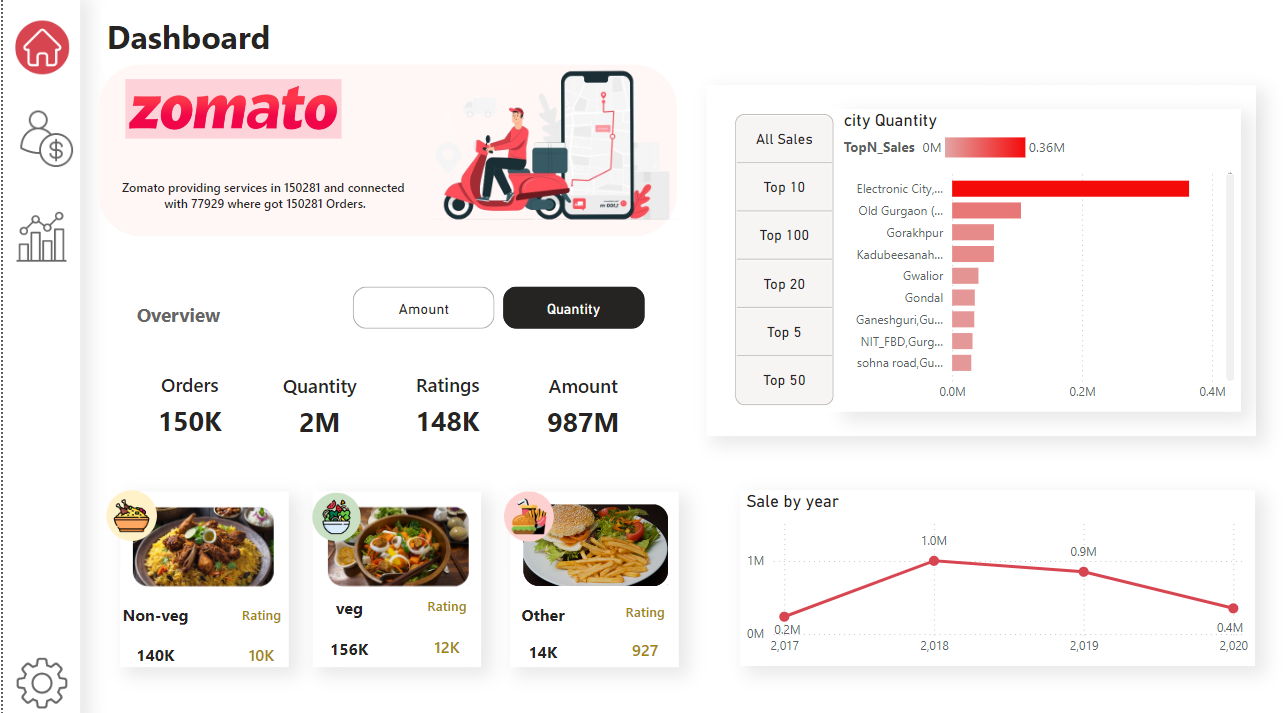 Dashboard
zomato
Zomato providing services in 150281 and connected
with 77929 where got 150281 Orders.
Overview
Amount
Quantity
Orders
150K
Quantity
2M
Ratings
148K
Amount
987M
Non-veg
Rating
140K
10K
veg
Rating
156K
12K
Other
Rating
14K
927
All Sales
Top 10
Top 100
Top 20
Top 5
Top 50
city Quantity
TopN_Sales 0M 0.36M
Electronic City,...
Old Gurgaon (...
Gorakhpur
Kadubeesanah...
Gwalior
Gondal
Ganeshguri,Gu...
NIT_FBD,Gurg...
sohna road,Gu...
0.0M 0.2M 0.4M
Sale by year
1.0M
0.9M
1M
0M
0.2M
0.4M
2,017 2,018 2,019 2,020